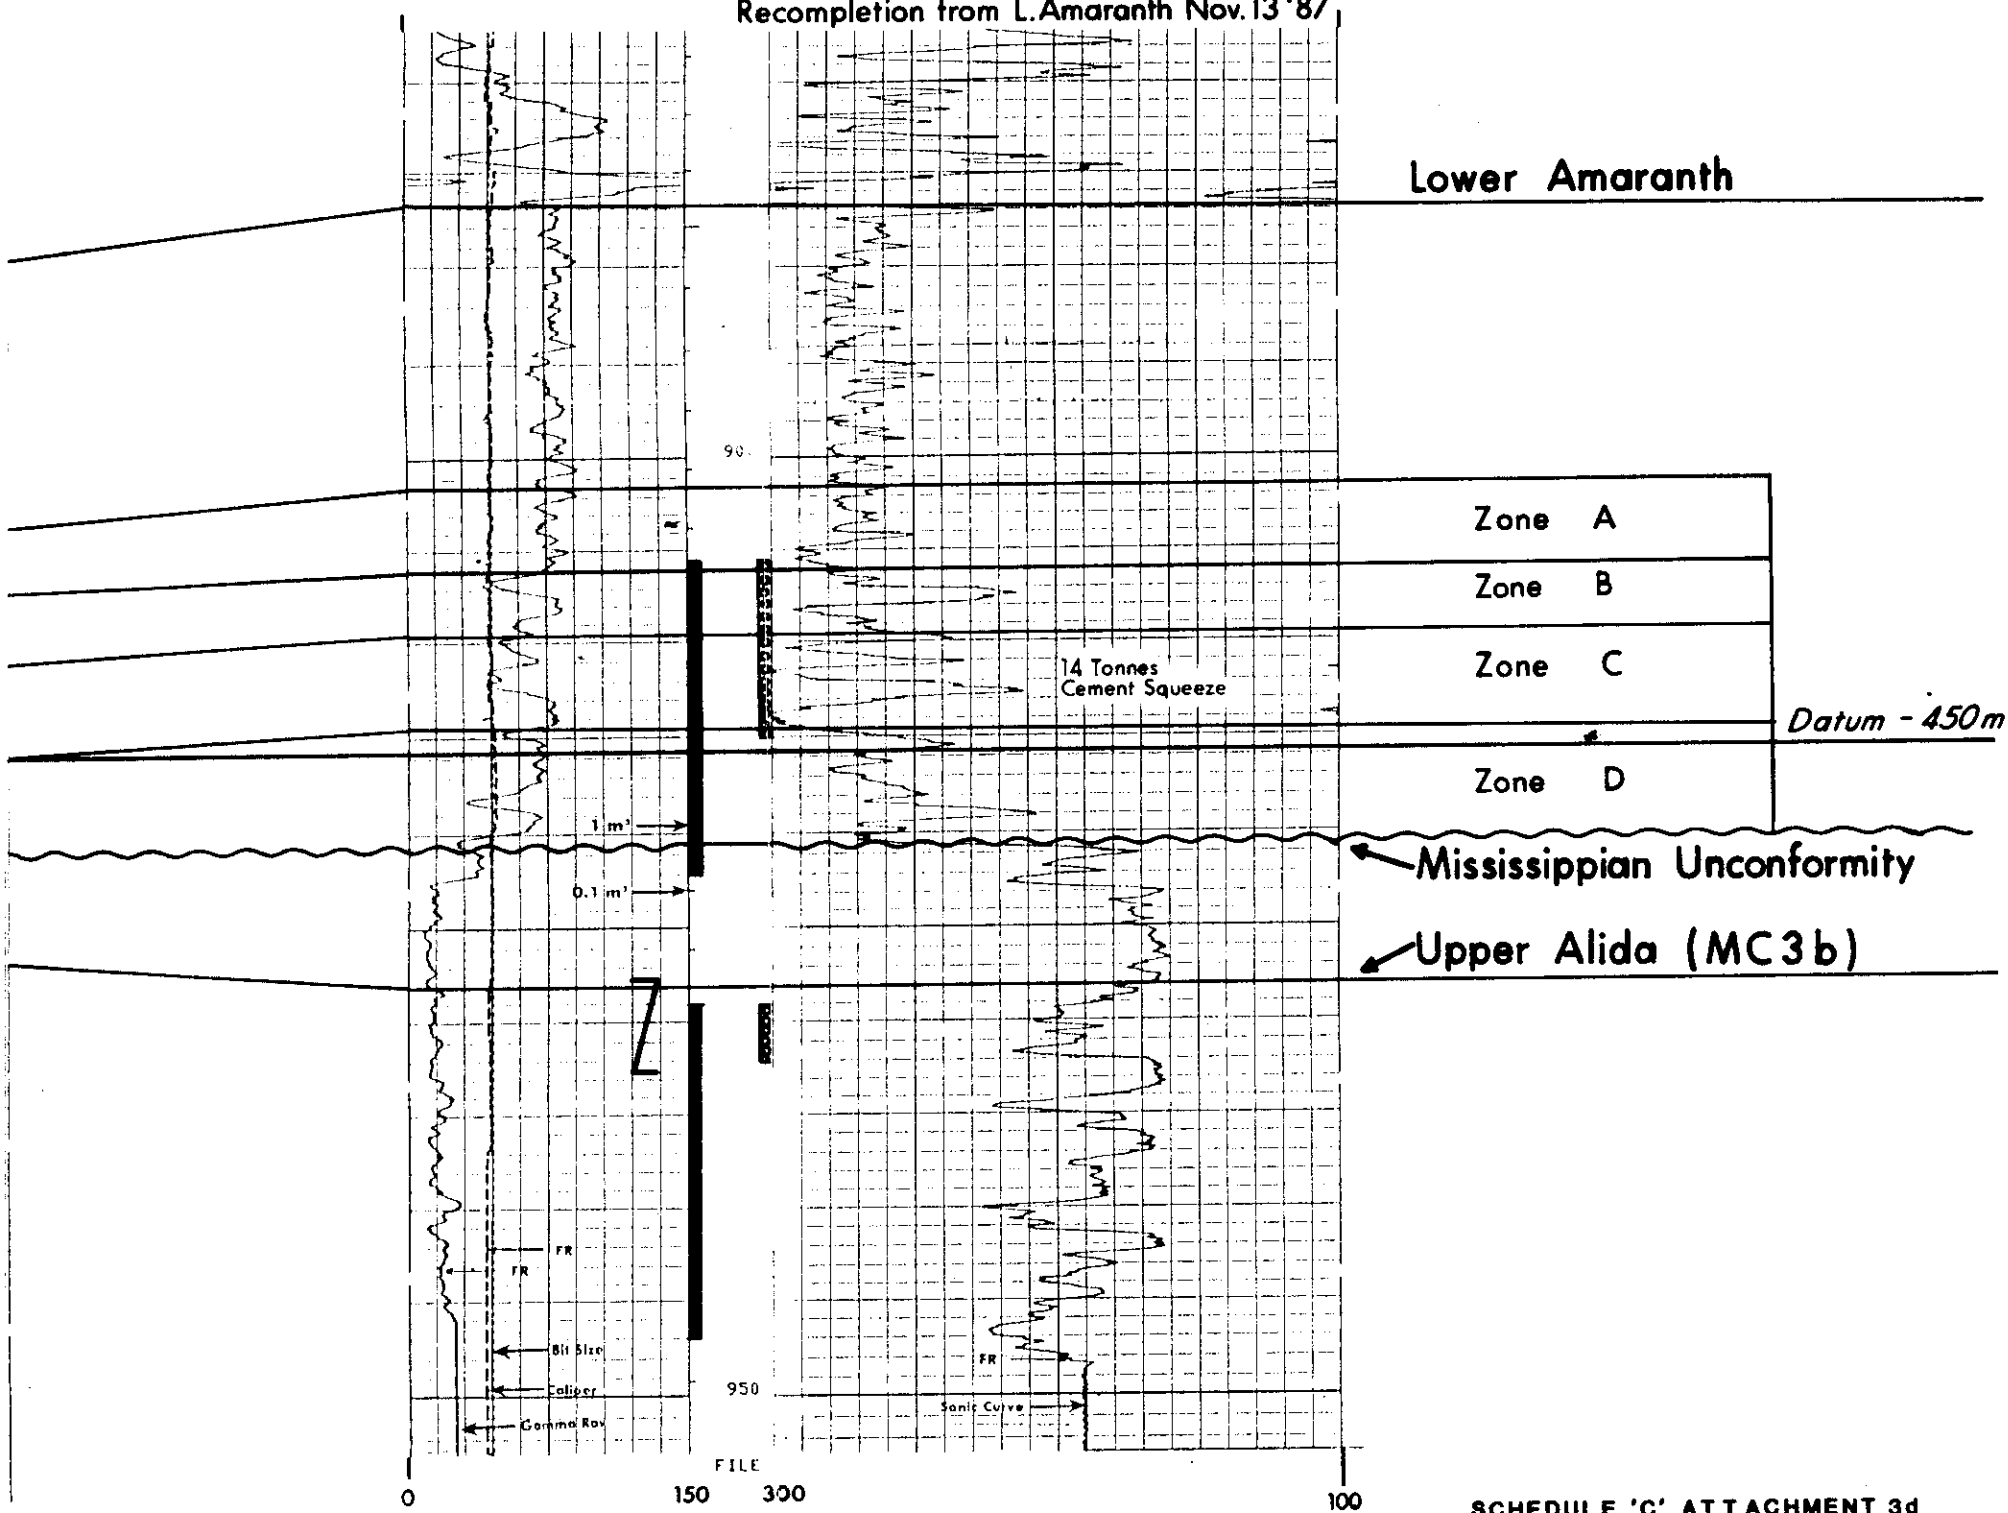 Recompletion from L.Amaranth Nov.13 '87
Lower Amaranth
90
Zone A
Zone B
14 Tonnes
Cement Squeeze
Zone C
Datum - 450m
Zone D
1 m³
Mississippian Unconformity
0.1 m³
Upper Alida (MC3b)
FR
FR
Bit Size
FR
Caliper
950
Sonic Curve
Gamma Ray
FILE
0
150
300
100
SCHEDULE 'C' ATTACHMENT 3d